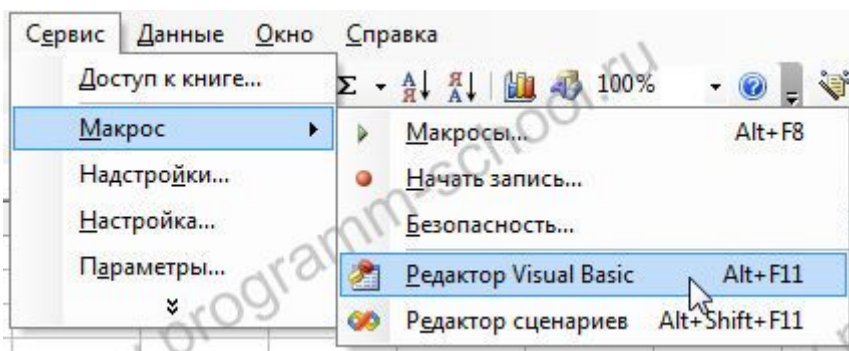 Сервис Данные Окно Справка
Доступ к книге...
Σ А Я Я А 100%
Макрос
Макросы... Alt+F8
Надстройки...
Начать запись...
Настройка...
Безопасность...
Параметры...
Редактор Visual Basic Alt+F11
Редактор сценариев Alt+Shift+F11
programm-school.ru